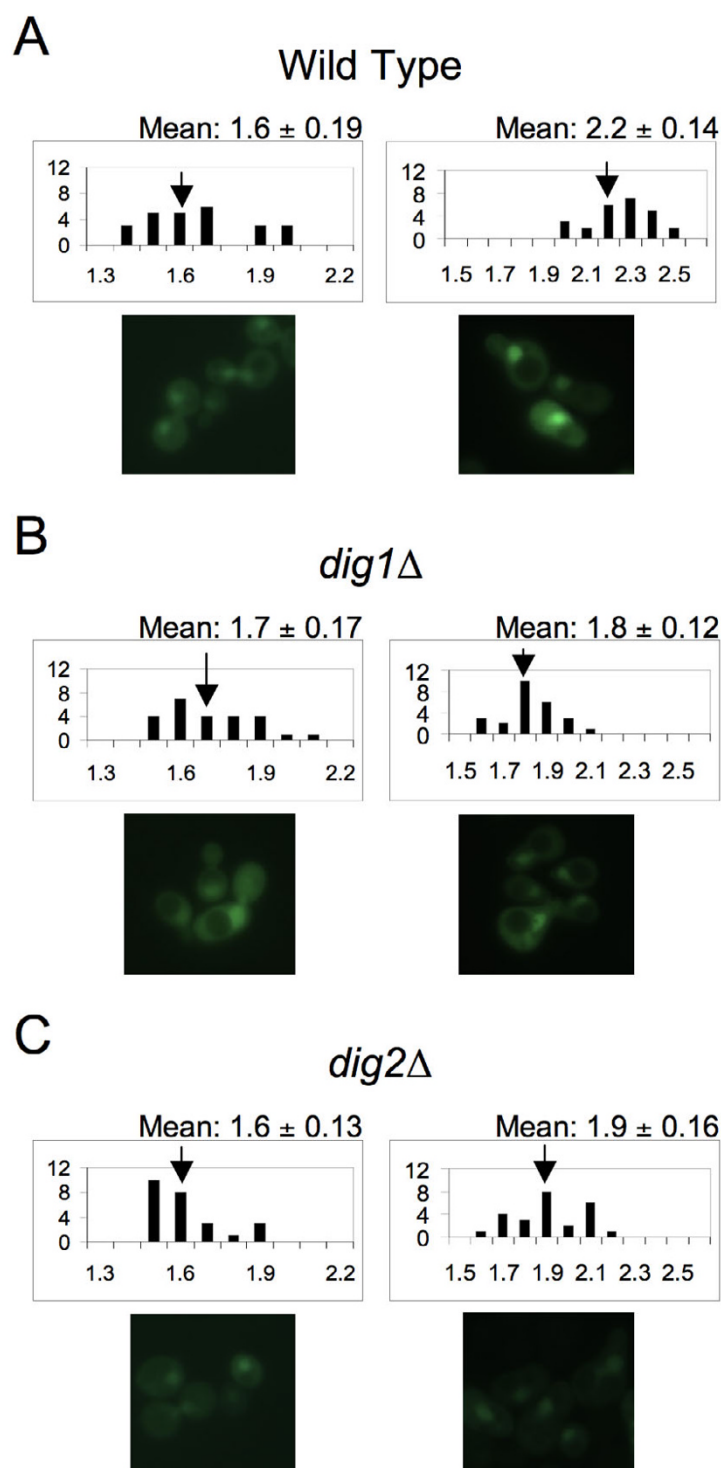 A
Wild Type
Mean: 1.6 ± 0.19
12
8
4
0
1.3 1.6 1.9 2.2
Mean: 2.2 ± 0.14
12
8
4
0
1.5 1.7 1.9 2.1 2.3 2.5
B
dig1Δ
Mean: 1.7 ± 0.17
12
8
4
0
1.3 1.6 1.9 2.2
Mean: 1.8 ± 0.12
12
8
4
0
1.5 1.7 1.9 2.1 2.3 2.5
C
dig2Δ
Mean: 1.6 ± 0.13
12
8
4
0
1.3 1.6 1.9 2.2
Mean: 1.9 ± 0.16
12
8
4
0
1.5 1.7 1.9 2.1 2.3 2.5